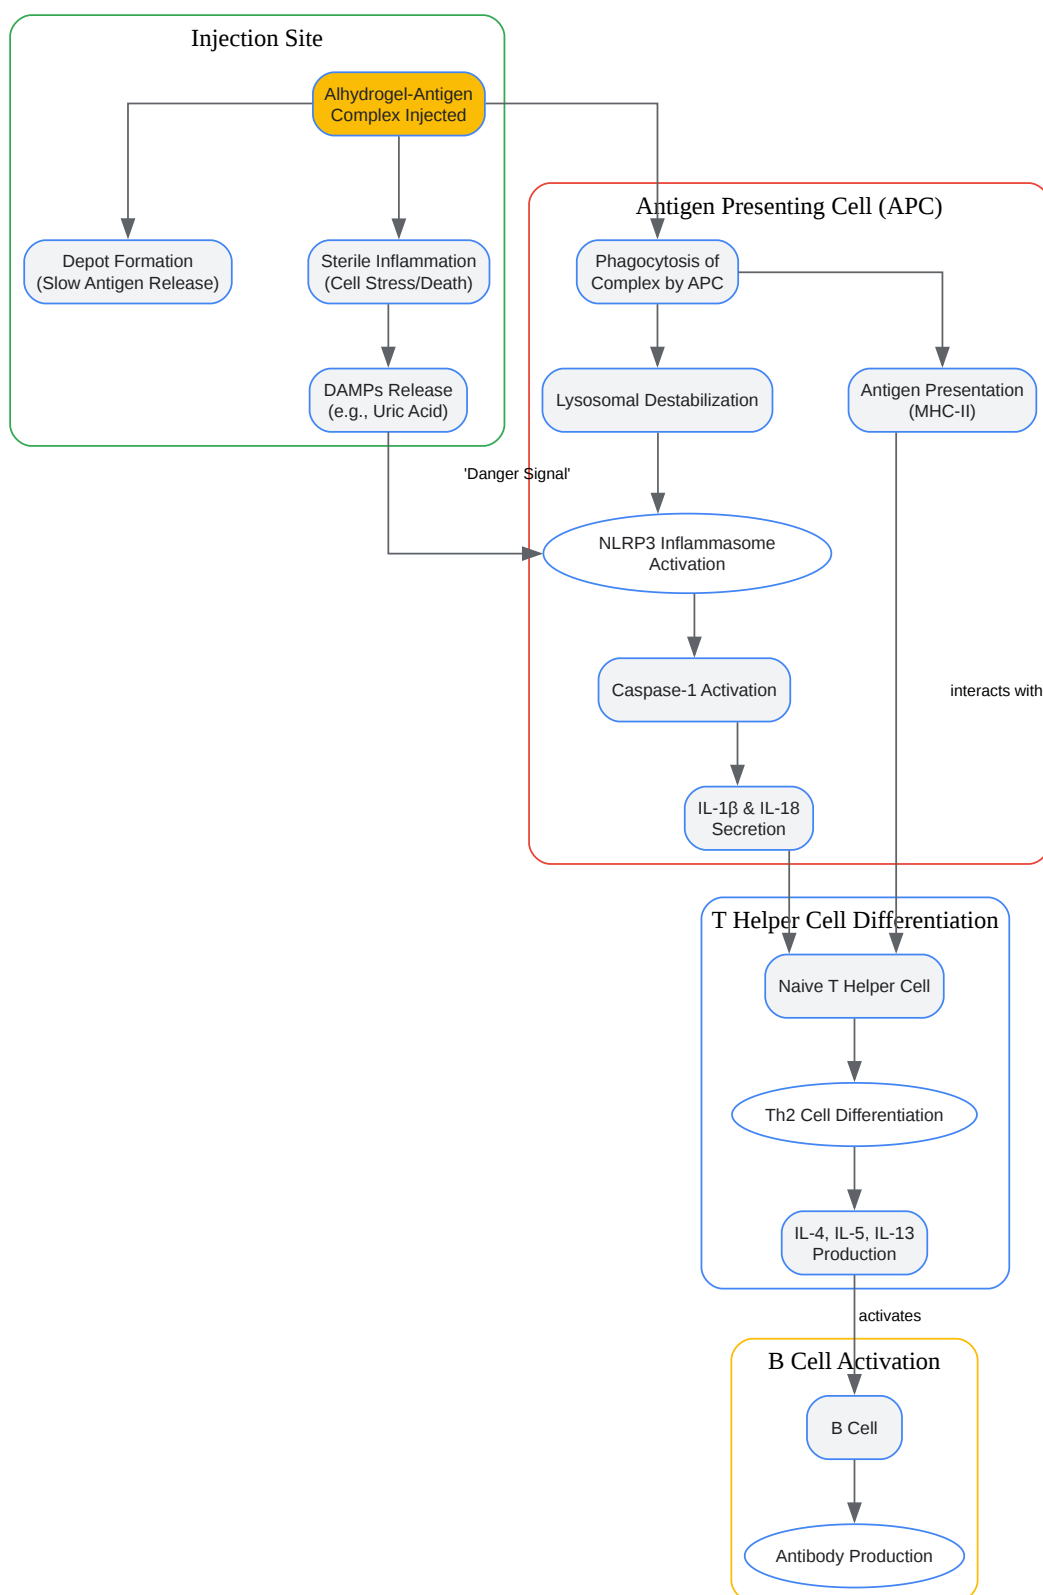 Injection Site
Alhydrogel-Antigen
Complex Injected
Antigen Presenting Cell (APC)
Depot Formation
(Slow Antigen Release)
Sterile Inflammation
(Cell Stress/Death)
Phagocytosis of
Complex by APC
DAMPs Release
(e.g., Uric Acid)
Lysosomal Destabilization
Antigen Presentation
(MHC-II)
'Danger Signal'
NLRP3 Inflammasome
Activation
Caspase-1 Activation
interacts with
IL-1β & IL-18
Secretion
T Helper Cell Differentiation
Naive T Helper Cell
Th2 Cell Differentiation
IL-4, IL-5, IL-13
Production
activates
B Cell Activation
B Cell
Antibody Production